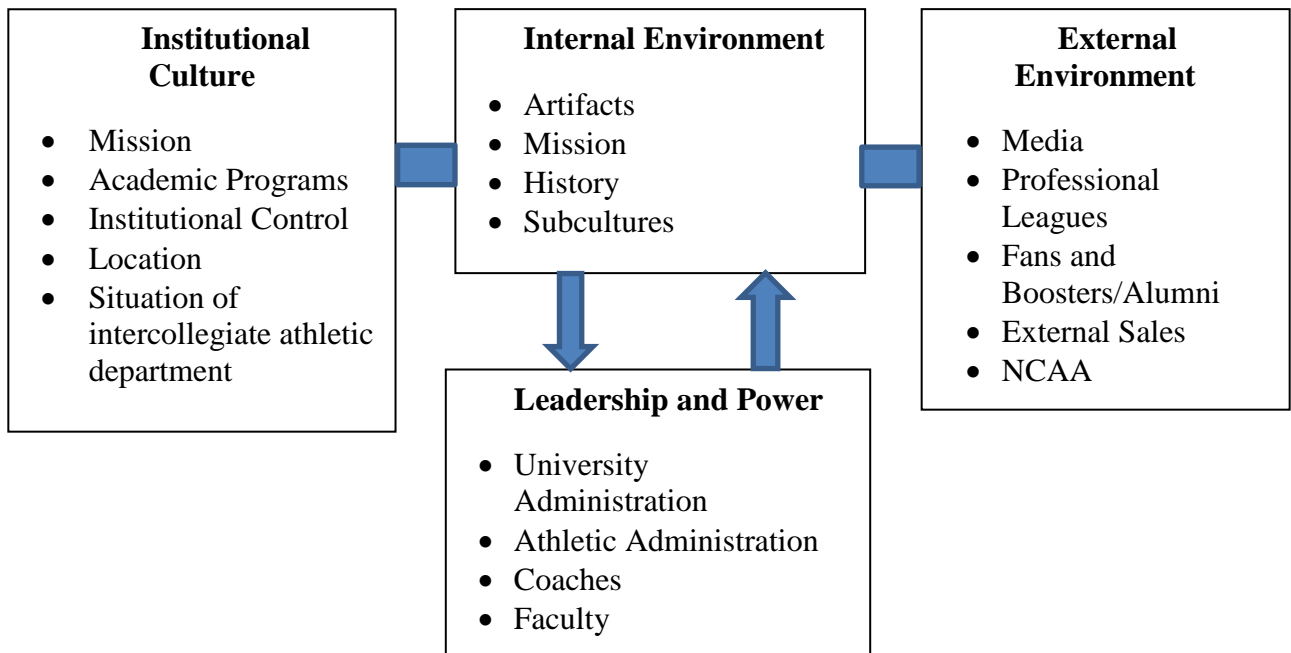 Institutional
Culture
• Mission
• Academic Programs
• Institutional Control
• Location
• Situation of
intercollegiate athletic
department
Internal Environment
• Artifacts
• Mission
• History
• Subcultures
External
Environment
• Media
• Professional
Leagues
• Fans and
Boosters/Alumni
• External Sales
• NCAA
Leadership and Power
• University
Administration
• Athletic Administration
• Coaches
• Faculty